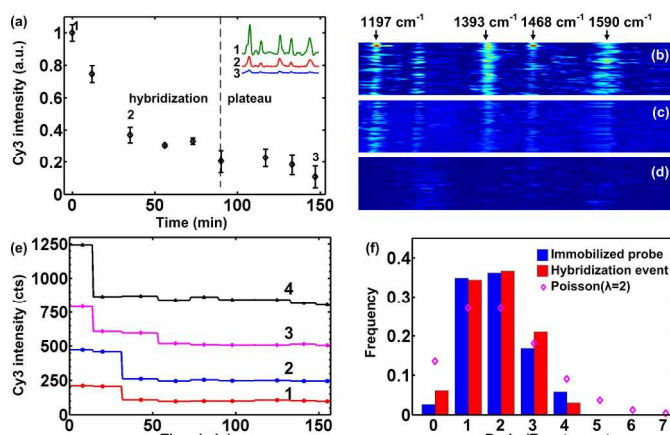 (a)
Cy3 intensity (a.u.)
1
0.8
0.6
0.4
0.2
0
1
2
3
hybridization
plateau
1
2
3
0 50 100 150
Time (min)
1197 cm⁻¹ 1393 cm⁻¹ 1468 cm⁻¹ 1590 cm⁻¹
(b)
(c)
(d)
(e)
Cy3 intensity (cts)
1250
1000
750
500
250
0
4
3
2
1
0 50 100 150
(f)
Frequency
0.4
0.3
0.2
0.1
0
Immobilized probe
Hybridization event
Poisson(λ=2)
0 1 2 3 4 5 6 7